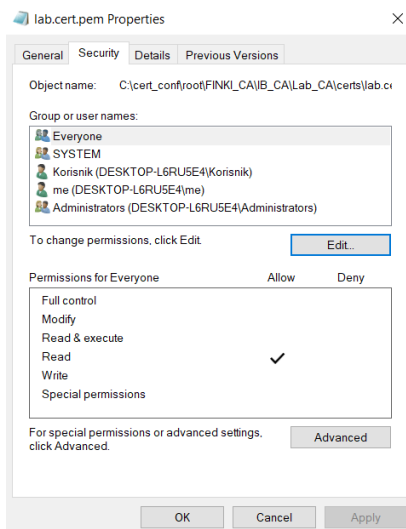 lab.cert.pem Properties
General Security Details Previous Versions
Object name: C:\cert_conf\root\FINKI_CA\IB_CA\Lab_CA\certs\lab.ce
Group or user names:
Everyone
SYSTEM
Korisnik (DESKTOP-L6RU5E4\Korisnik)
me (DESKTOP-L6RU5E4\me)
Administrators (DESKTOP-L6RU5E4\Administrators)
To change permissions, click Edit.
Edit...
Permissions for Everyone Allow Deny
Full control
Modify
Read & execute
Read
Write
Special permissions
For special permissions or advanced settings,
click Advanced.
Advanced
OK Cancel Apply